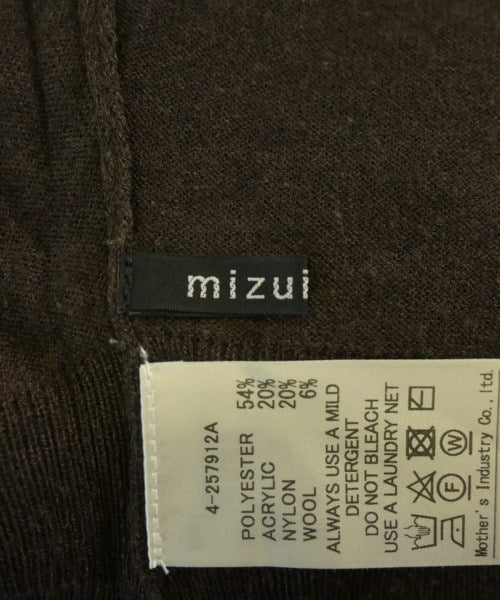 mizui
4-257912A
POLYESTER 54%
ACRYLIC 20%
NYLON 20%
WOOL 6%
ALWAYS USE A MILD
DETERGENT
DO NOT BLEACH
USE A LAUNDRY NET
F W
Mother's Industry Co.,ltd.